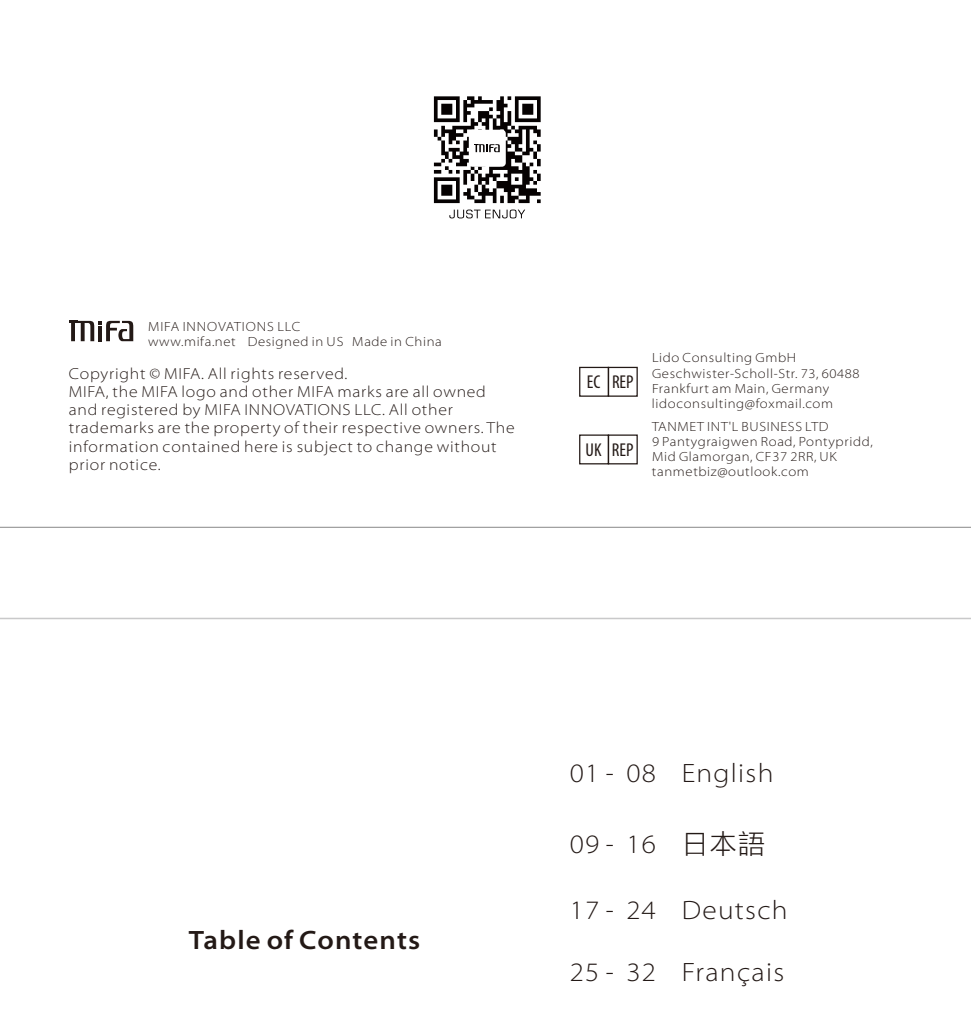 mifa
JUST ENJOY
mifa
MIFA INNOVATIONS LLC
www.mifa.net Designed in US Made in China
Copyright © MIFA. All rights reserved.
MIFA, the MIFA logo and other MIFA marks are all owned
and registered by MIFA INNOVATIONS LLC. All other
trademarks are the property of their respective owners. The
information contained here is subject to change without
prior notice.
EC REP
Lido Consulting GmbH
Geschwister-Scholl-Str. 73, 60488
Frankfurt am Main, Germany
lidoconsulting@foxmail.com
UK REP
TANMET INT'L BUSINESS LTD
9 Pantygraigwen Road, Pontypridd,
Mid Glamorgan, CF37 2RR, UK
tanmetbiz@outlook.com
Table of Contents
01 - 08 English
09 - 16 日本語
17 - 24 Deutsch
25 - 32 Français